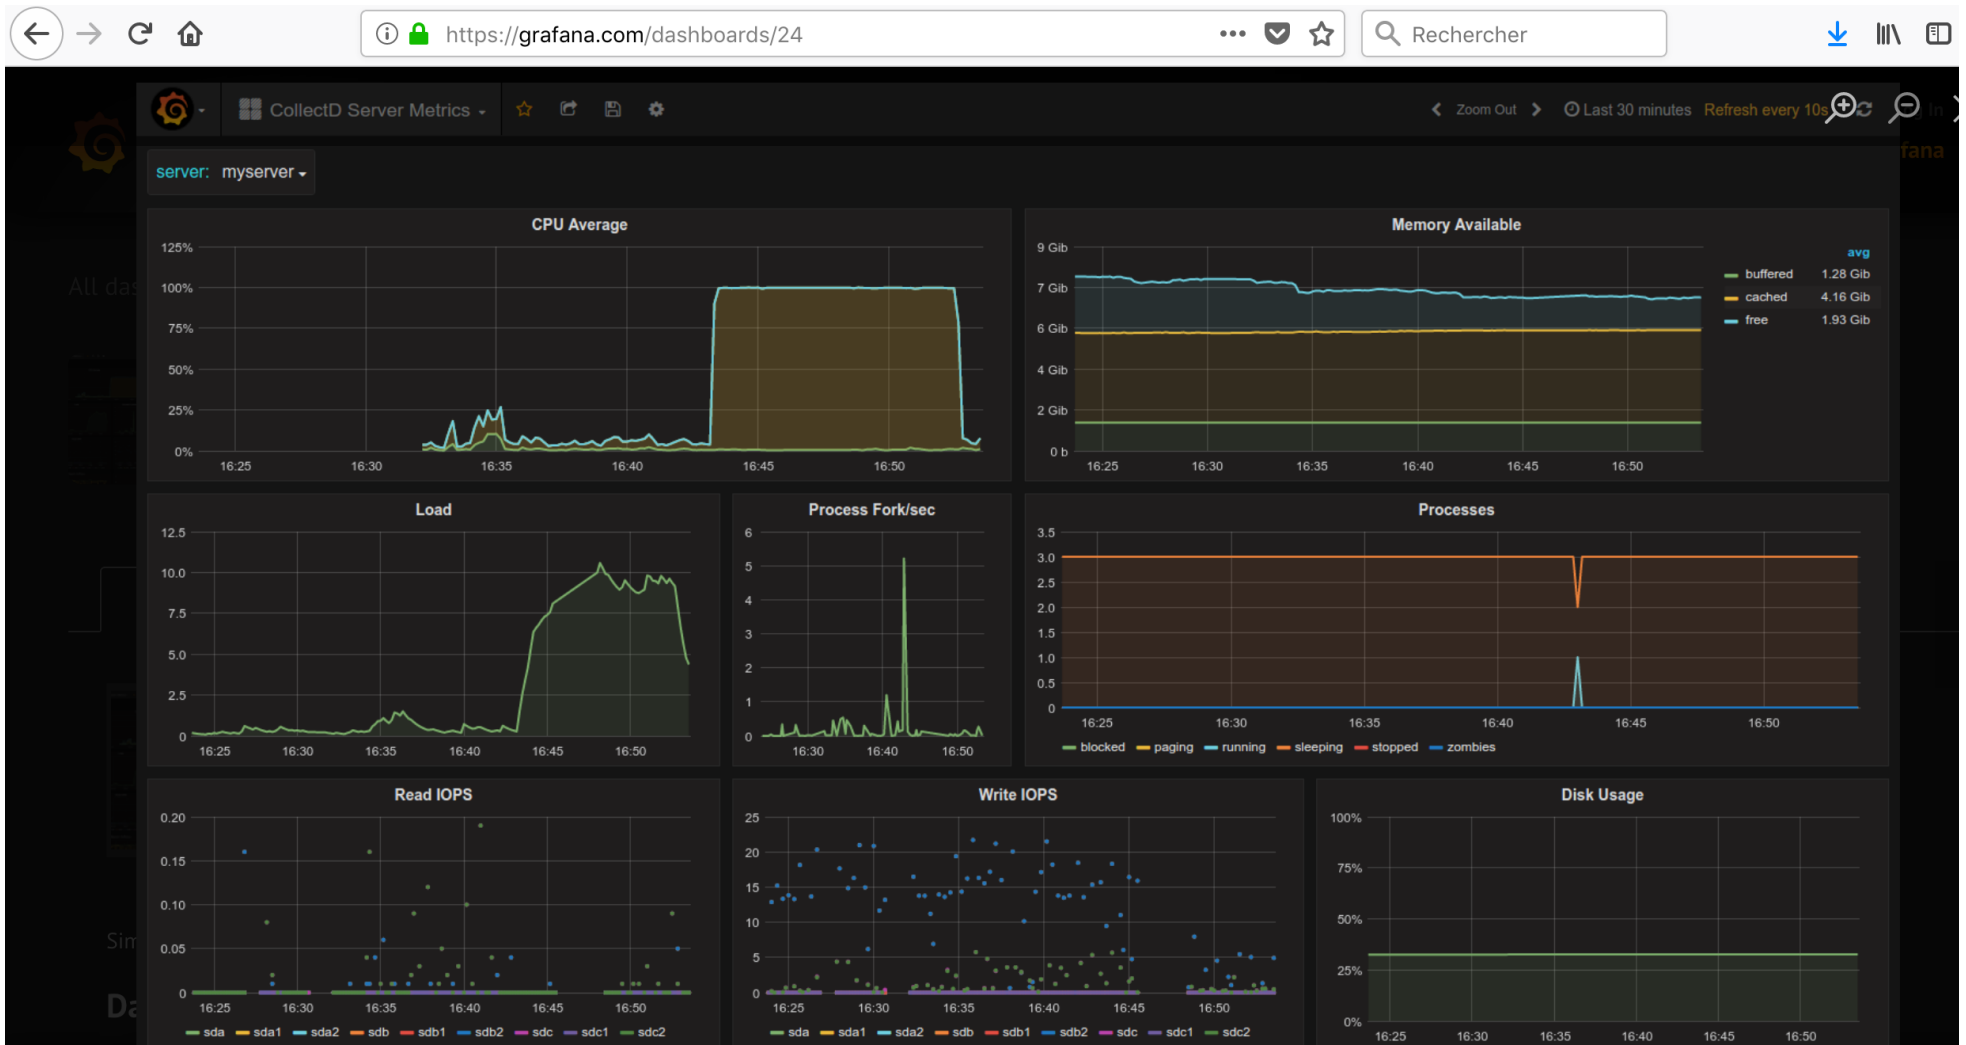 https://grafana.com/dashboards/24
Rechercher
CollectD Server Metrics
Zoom Out
Last 30 minutes
Refresh every 10s
In
fana
server: myserver
All das
CPU Average
125%
100%
75%
50%
25%
0%
16:25 16:30 16:35 16:40 16:45 16:50
Memory Available
9 Gib
7 Gib
6 Gib
4 Gib
2 Gib
0 b
16:25 16:30 16:35 16:40 16:45 16:50
avg
buffered 1.28 Gib
cached 4.16 Gib
free 1.93 Gib
Load
12.5
10.0
7.5
5.0
2.5
0
16:25 16:30 16:35 16:40 16:45 16:50
Process Fork/sec
6
5
4
3
2
1
0
16:30 16:40 16:50
Processes
3.5
3.0
2.5
2.0
1.5
1.0
0.5
0
16:25 16:30 16:35 16:40 16:45 16:50
blocked paging running sleeping stopped zombies
Read IOPS
0.20
0.15
0.10
0.05
0
16:25 16:30 16:35 16:40 16:45 16:50
sda sda1 sda2 sdb sdb1 sdb2 sdc sdc1 sdc2
Write IOPS
25
20
15
10
5
0
16:25 16:30 16:35 16:40 16:45 16:50
sda sda1 sda2 sdb sdb1 sdb2 sdc sdc1 sdc2
Disk Usage
100%
75%
50%
25%
0%
16:25 16:30 16:35 16:40 16:45 16:50
Sim
Da